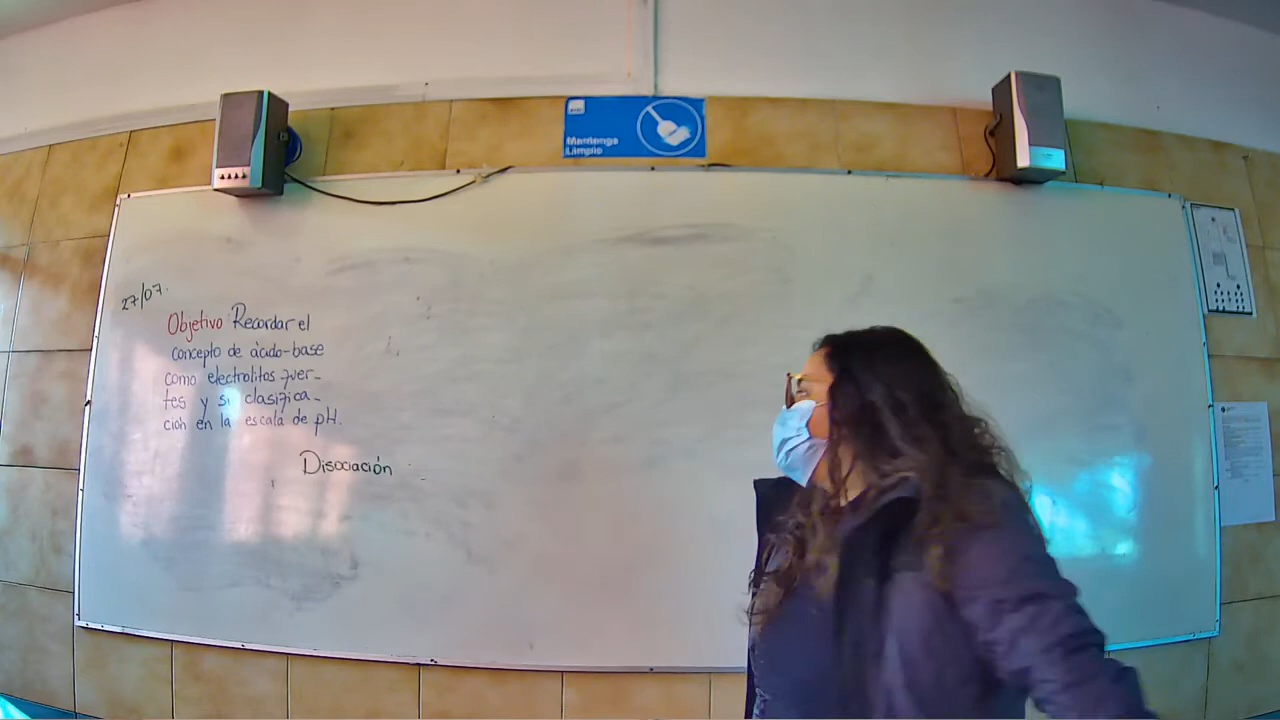 Mantenga
Limpio
27/07.
Objetivo Recordar el
concepto de ácido-base
como electrolitos fuer-
tes y su clasifica-
ción en la escala de pH.
Disociación